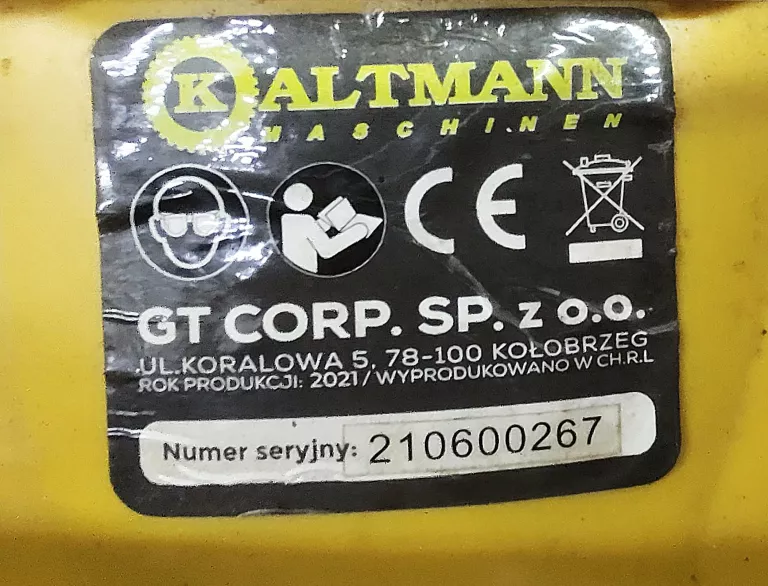 KALTMANN
MASCHINEN
CE
GT CORP. SP. z o.o.
UL.KORALOWA 5, 78-100 KOŁOBRZEG
ROK PRODUKCJI: 2021 / WYPRODUKOWANO W CH.R.L
Numer seryjny: 210600267